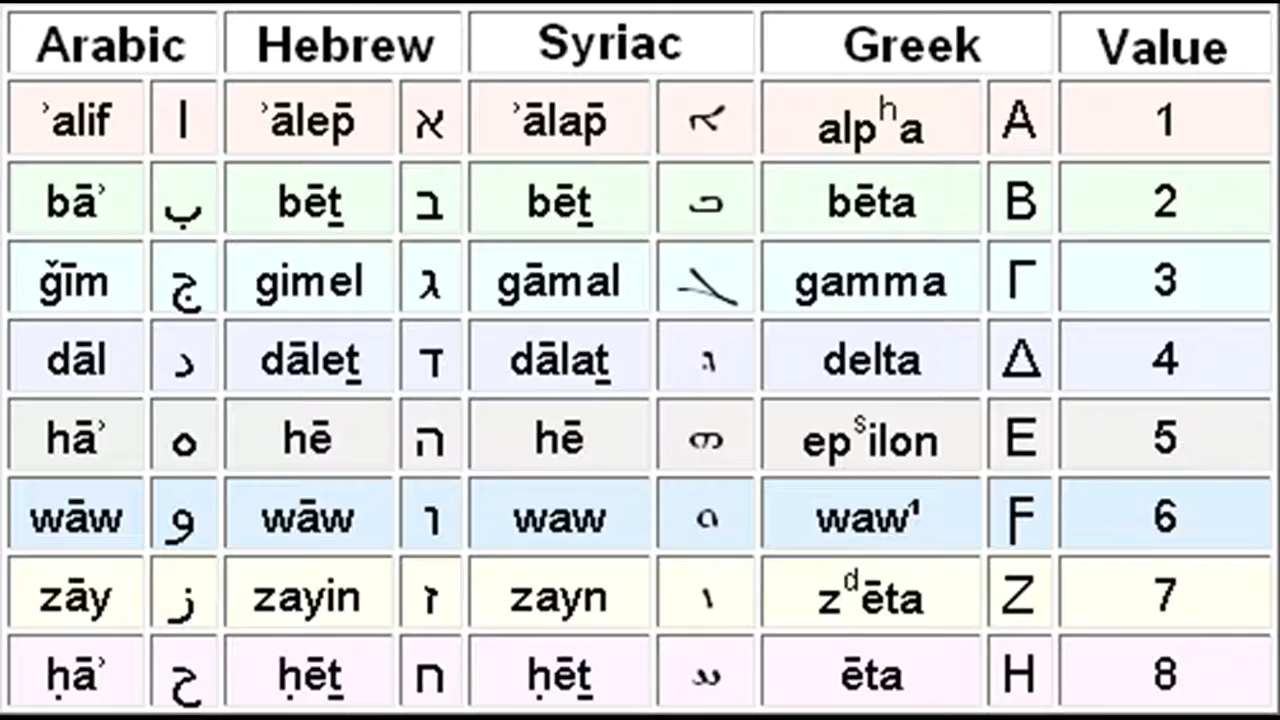 Arabic Hebrew Syriac Greek Value
ʾalif ا ʾālep̄ א ʾālap̄ ܐ alpʰa Α 1
bāʾ ب bēṯ ב bēṯ ܒ bēta Β 2
ǧīm ج gimel ג gāmal ܓ gamma Γ 3
dāl د dāleṯ ד dālaṯ ܕ delta Δ 4
hāʾ ه hē ה hē ܗ epˢilon Ε 5
wāw و wāw ו waw ܘ waw¹ Ϝ 6
zāy ز zayin ז zayn ܙ zᵈēta Ζ 7
ḥāʾ ح ḥēṯ ח ḥēṯ ܚ ēta Η 8